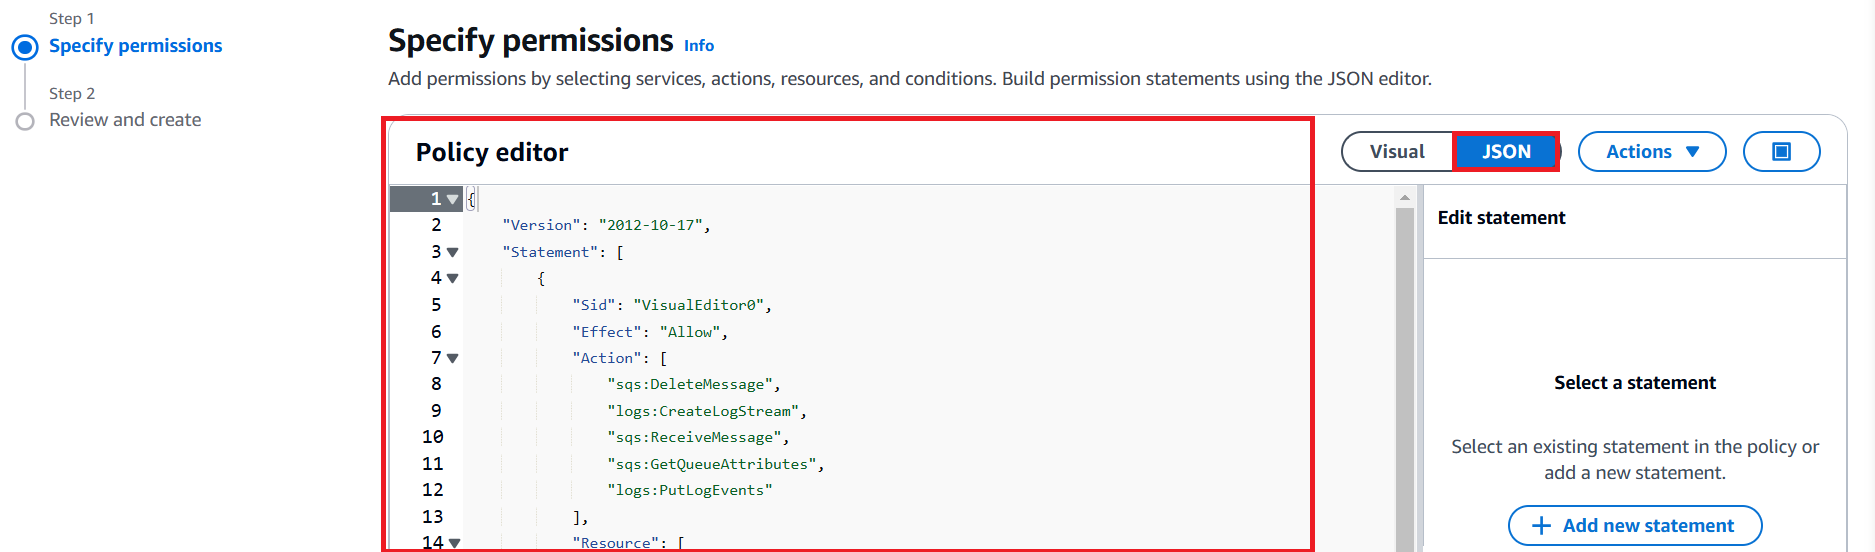 Step 1
Specify permissions
Step 2
Review and create
Specify permissions Info
Add permissions by selecting services, actions, resources, and conditions. Build permission statements using the JSON editor.
Policy editor
Visual
JSON
Actions
1 {
2 "Version": "2012-10-17",
3 "Statement": [
4 {
5 "Sid": "VisualEditor0",
6 "Effect": "Allow",
7 "Action": [
8 "sqs:DeleteMessage",
9 "logs:CreateLogStream",
10 "sqs:ReceiveMessage",
11 "sqs:GetQueueAttributes",
12 "logs:PutLogEvents"
13 ],
14 "Resource": [
Edit statement
Select a statement
Select an existing statement in the policy or
add a new statement.
+ Add new statement